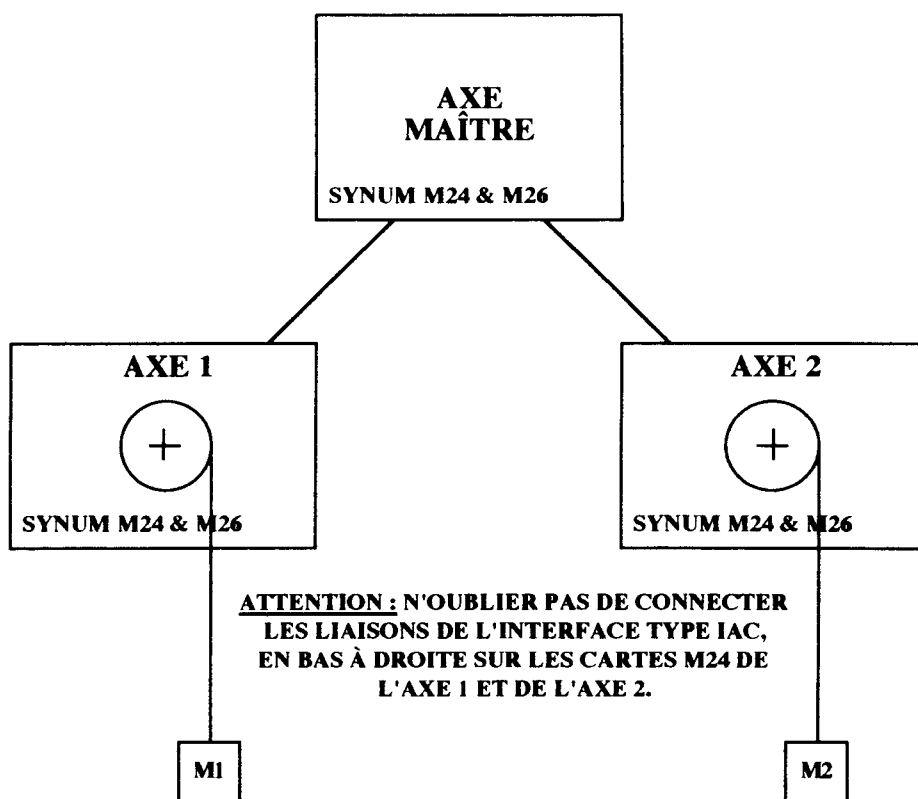 AXE
MAÎTRE
SYNUM M24 & M26
AXE 1
AXE 2
SYNUM M24 & M26
SYNUM M24 & M26
ATTENTION : N'OUBLIER PAS DE CONNECTER
LES LIAISONS DE L'INTERFACE TYPE IAC,
EN BAS À DROITE SUR LES CARTES M24 DE
L'AXE 1 ET DE L'AXE 2.
M1
M2